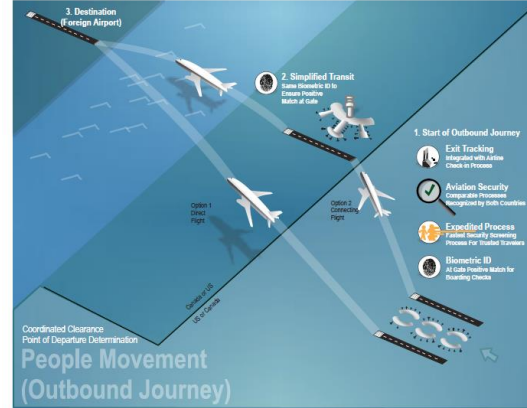 3. Destination
(Foreign Airport)
2. Simplified Transit
Same Biometric ID to
Ensure Positive
Match at Gate
1. Start of Outbound Journey
Exit Tracking
Integrated with Airline
Check-in Process
Aviation Security
Comparable Processes
Recognized by Both Countries
Expedited Process
Fastest Security Screening
Process For Trusted Travelers
Biometric ID
At Gate Positive Match for
Boarding Checks
Option 1
Direct
Flight
Option 2
Connecting
Flight
Canada or US
US or Canada
Coordinated Clearance
Point of Departure Determination
People Movement
(Outbound Journey)